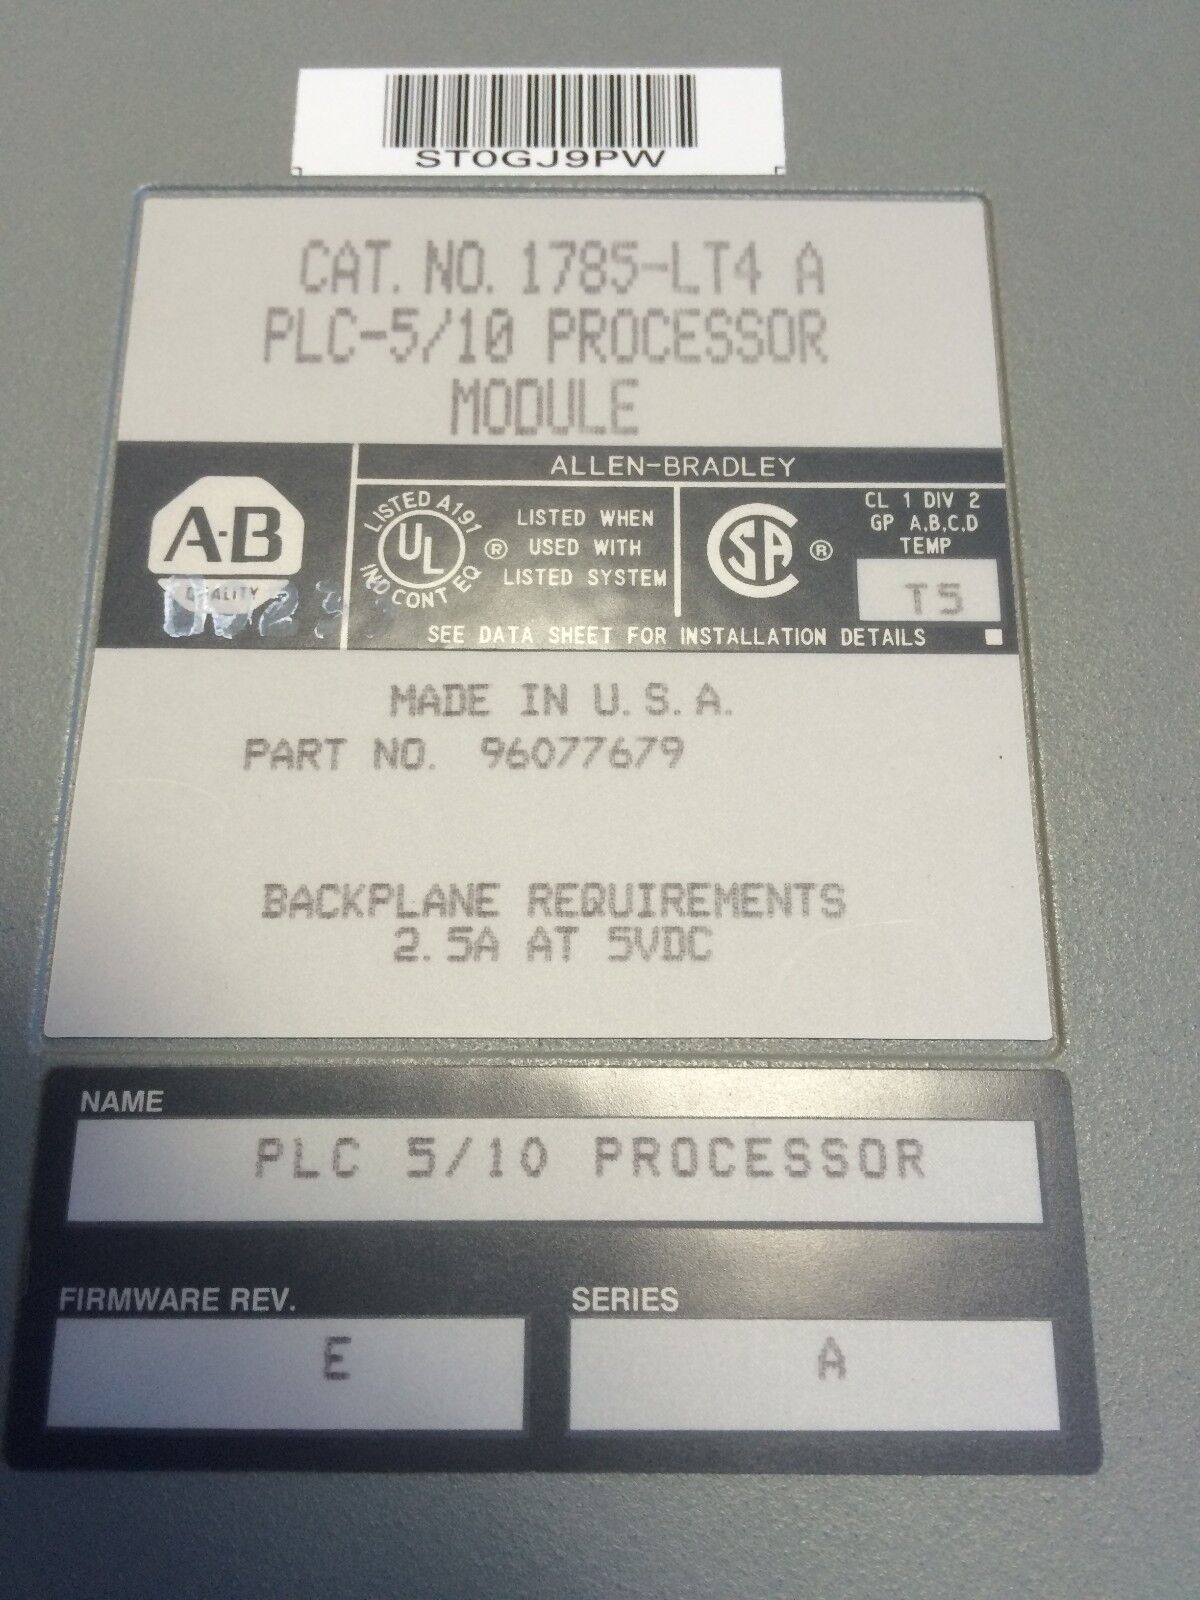 ST0GJ9PW
CAT. NO. 1785-LT4 A
PLC-5/10 PROCESSOR
MODULE
ALLEN-BRADLEY
A-B
QUALITY
LISTED A191
UL
IND CONT EQ
®
LISTED WHEN
USED WITH
LISTED SYSTEM
SA
®
CL 1 DIV 2
GP A,B,C,D
TEMP
T5
SEE DATA SHEET FOR INSTALLATION DETAILS
MADE IN U.S.A.
PART NO. 96077679
BACKPLANE REQUIREMENTS
2.5A AT 5VDC
NAME
PLC 5/10 PROCESSOR
FIRMWARE REV.
E
SERIES
A